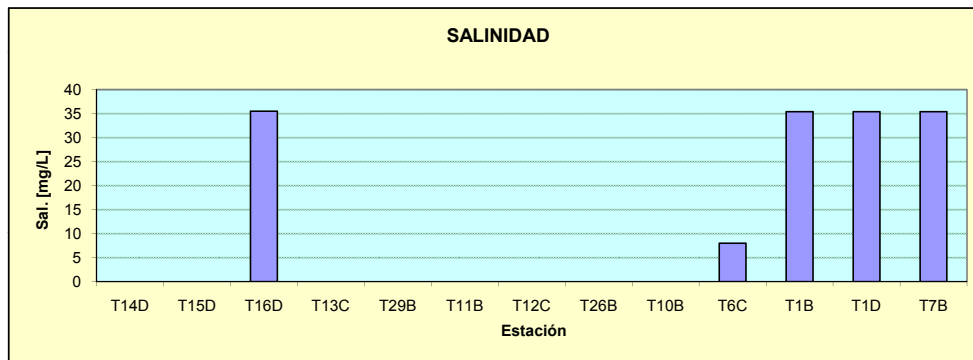 SALINIDAD
40
35
30
25
20
15
10
5
0
Sal. [mg/L]
T14D T15D T16D T13C T29B T11B T12C T26B T10B T6C T1B T1D T7B
Estación